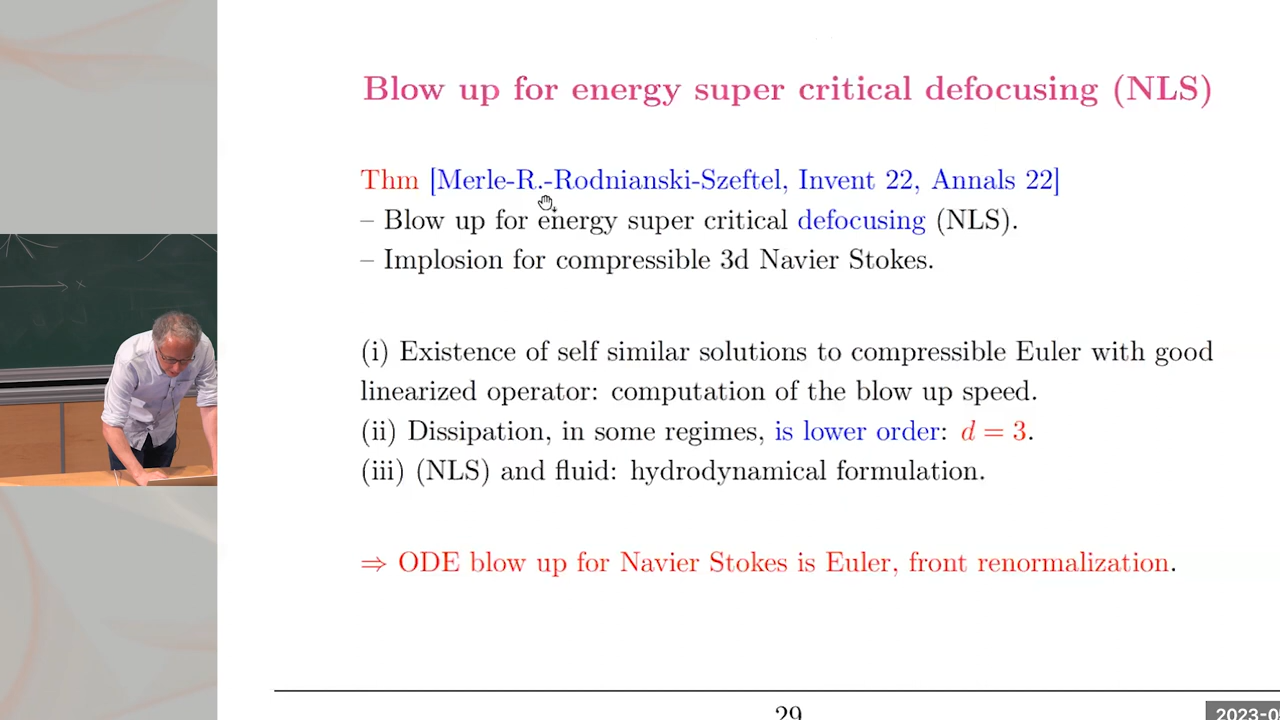 Blow up for energy super critical defocusing (NLS)
Thm [Merle-R.-Rodnianski-Szeftel, Invent 22, Annals 22]
– Blow up for energy super critical defocusing (NLS).
– Implosion for compressible 3d Navier Stokes.
(i) Existence of self similar solutions to compressible Euler with good
linearized operator: computation of the blow up speed.
(ii) Dissipation, in some regimes, is lower order: d = 3.
(iii) (NLS) and fluid: hydrodynamical formulation.
⇒ ODE blow up for Navier Stokes is Euler, front renormalization.
29
2023-0
x